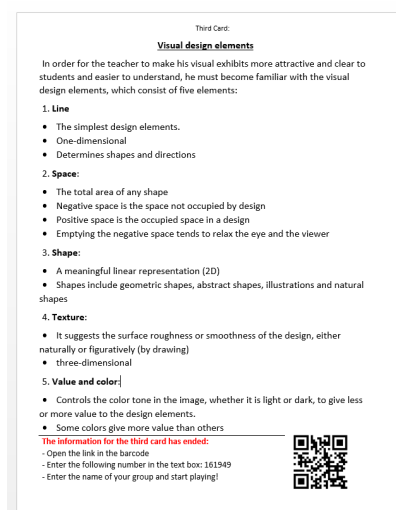 Third Card:
Visual design elements
In order for the teacher to make his visual exhibits more attractive and clear to
students and easier to understand, he must become familiar with the visual
design elements, which consist of five elements:
1. Line
• The simplest design elements.
• One-dimensional
• Determines shapes and directions
2. Space:
• The total area of any shape
• Negative space is the space not occupied by design
• Positive space is the occupied space in a design
• Emptying the negative space tends to relax the eye and the viewer
3. Shape:
• A meaningful linear representation (2D)
• Shapes include geometric shapes, abstract shapes, illustrations and natural
shapes
4. Texture:
• It suggests the surface roughness or smoothness of the design, either
naturally or figuratively (by drawing)
• three-dimensional
5. Value and color:
• Controls the color tone in the image, whether it is light or dark, to give less
or more value to the design elements.
• Some colors give more value than others
The information for the third card has ended:
- Open the link in the barcode
- Enter the following number in the text box: 161949
- Enter the name of your group and start playing!